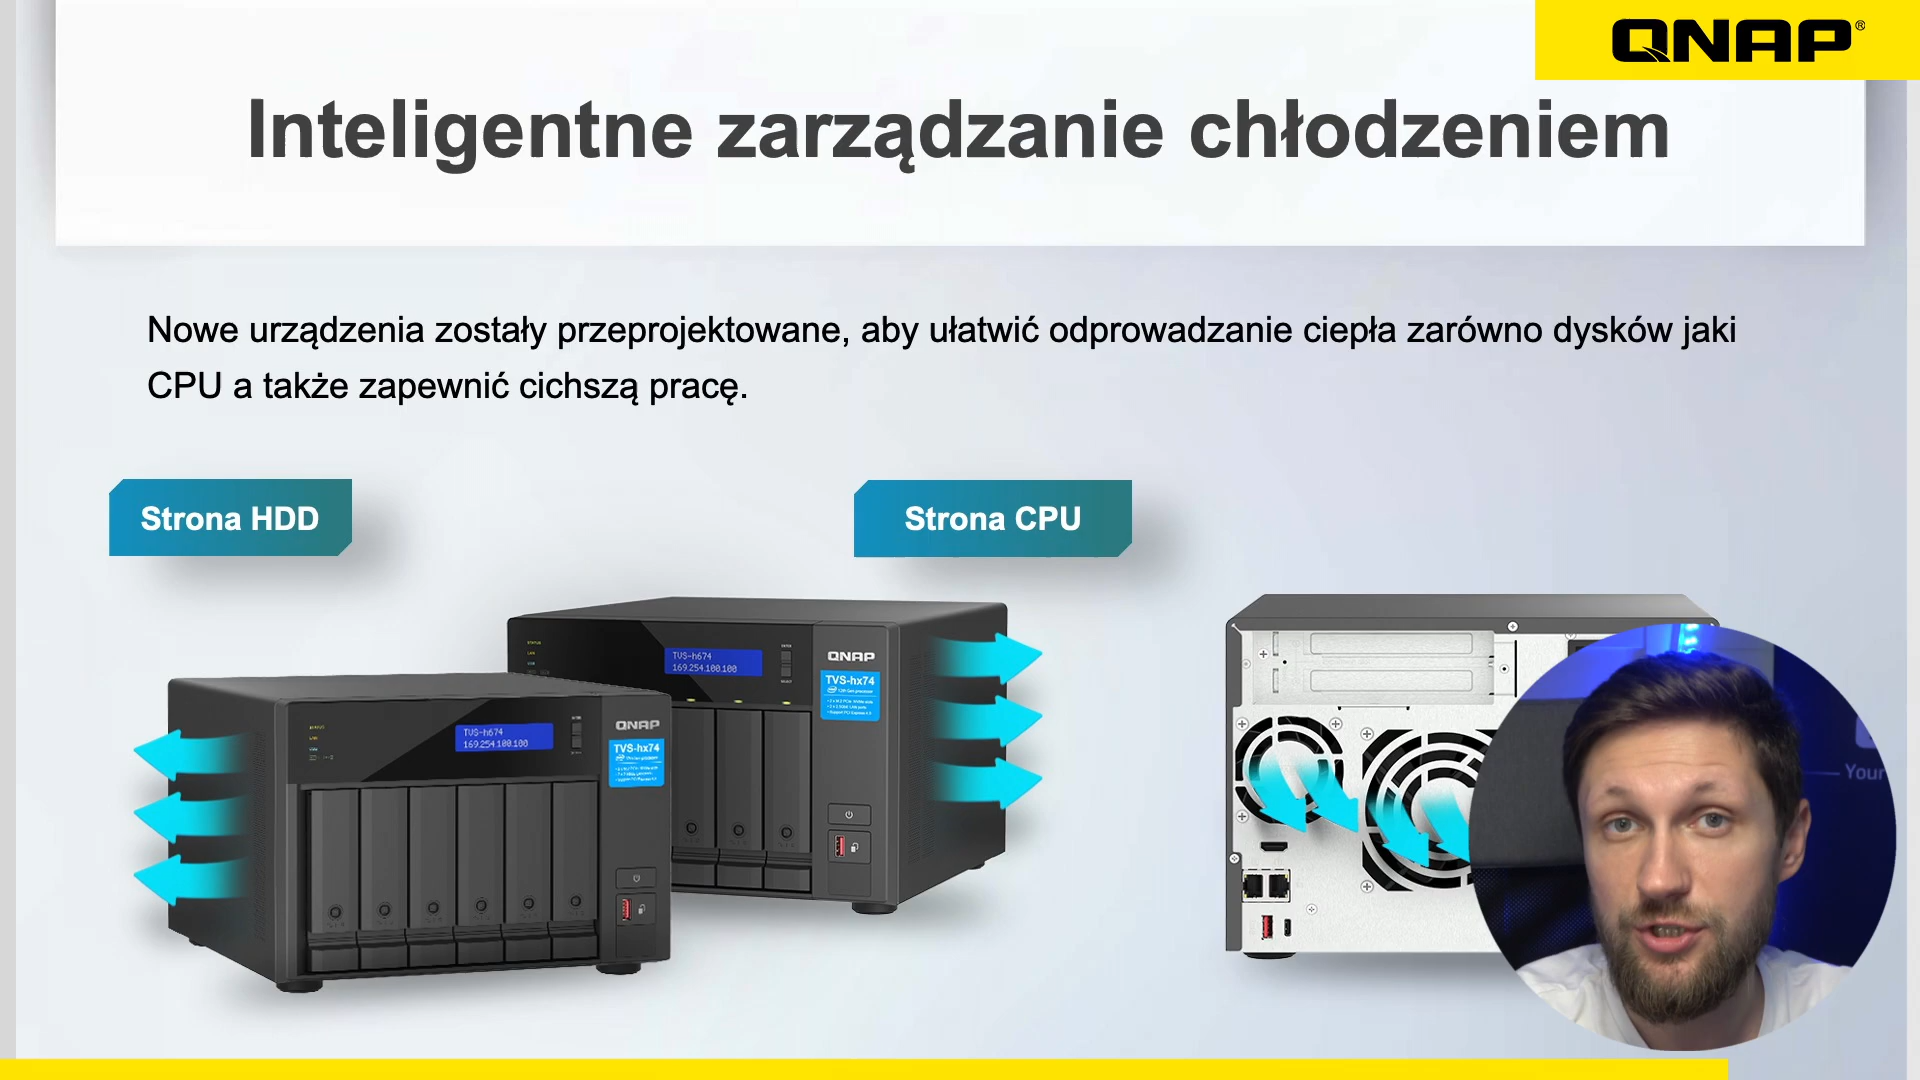 QNAP®
Inteligentne zarządzanie chłodzeniem
Nowe urządzenia zostały przeprojektowane, aby ułatwić odprowadzanie ciepła zarówno dysków jaki
CPU a także zapewnić cichszą pracę.
Strona HDD
Strona CPU
TVS-h674
169.254.100.100
QNAP
TVS-hx74
TVS-h674
169.254.100.100
QNAP
TVS-hx74
Your